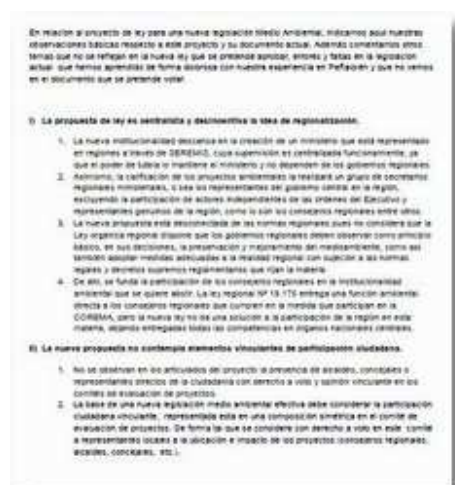 En relación al proyecto de ley para una nueva legislación Medio Ambiental, indicamos aquí nuestras
observaciones básicas respecto a este proyecto y su documento actual. Además comentamos otros
temas que no se reflejan en la nueva ley que se pretende aprobar, errores y faltas en la legislación
actual que hemos aprendido de forma dolorosa con nuestra experiencia en Peñalolén y que no vemos
en el documento que se pretende votar.
I) La propuesta de ley es centralista y desincentiva la idea de regionalización.
1. La nueva institucionalidad descansa en la creación de un ministerio que está representado
en regiones a través de SEREMIS, cuya supervisión es centralizada funcionalmente, ya
que el poder de tutela lo mantiene el ministerio y no dependen de los gobiernos regionales.
2. Asimismo, la calificación de los proyectos ambientales la realizará un grupo de secretarios
regionales ministeriales, o sea los representantes del gobierno central en la región,
excluyendo la participación de actores independientes de las órdenes del Ejecutivo y
representantes genuinos de la región, como lo son los consejeros regionales entre otros.
3. La nueva propuesta está desconectada de las normas regionales pues no considera que la
Ley orgánica regional dispone que los gobiernos regionales deben observar como principio
básico, en sus decisiones, la preservación y mejoramiento del medioambiente, como así
también adoptar medidas adecuadas a la realidad regional con sujeción a las normas
legales y decretos supremos reglamentarios que rijan la materia.
4. De ahí, se funda la participación de los consejeros regionales en la institucionalidad
ambiental que se quiere abolir. La ley regional Nº 19.175 entrega una función ambiental
directa a los consejeros regionales que cumplen en la medida que participan en la
COREMA, pero la nueva ley no da una solución a la participación de la región en esta
materia, dejando entregadas todas las competencias en órganos nacionales centrales.
II) La nueva propuesta no contempla elementos vinculantes de participación ciudadana.
1. No se observan en los articulados del proyecto la presencia de alcaldes, concejales o
representantes directos de la ciudadanía con derecho a voto y opinión vinculante en los
comités de evaluación de proyectos.
2. La base de una nueva legislación medio ambiental efectiva debe considerar la participación
ciudadana vinculante, representada esta en una composición simétrica en el comité de
evaluación de proyectos. De forma tal que se considere con derecho a voto en este comité
a representantes locales a la ubicación e impacto de los proyectos (consejeros regionales,
alcaldes, concejales, etc.).